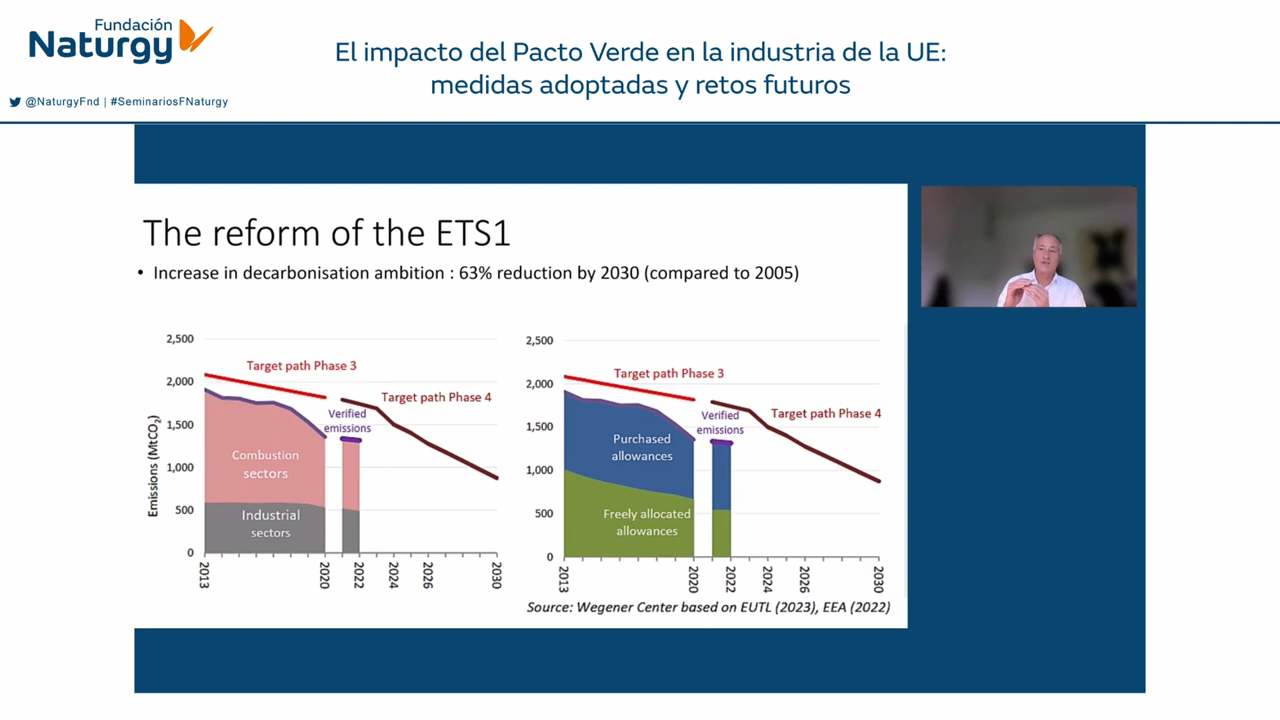 Fundación
Naturgy
@NaturgyFnd | #SeminariosFNaturgy
El impacto del Pacto Verde en la industria de la UE:
medidas adoptadas y retos futuros
The reform of the ETS1
• Increase in decarbonisation ambition : 63% reduction by 2030 (compared to 2005)
Emissions (MtCO2)
2,500
2,000
1,500
1,000
500
0
Target path Phase 3
Target path Phase 4
Verified
emissions
Combustion
sectors
Industrial
sectors
2013
2020
2022
2024
2026
2030
2,500
2,000
1,500
1,000
500
0
Target path Phase 3
Target path Phase 4
Verified
emissions
Purchased
allowances
Freely allocated
allowances
2013
2020
2022
2024
2026
2030
Source: Wegener Center based on EUTL (2023), EEA (2022)